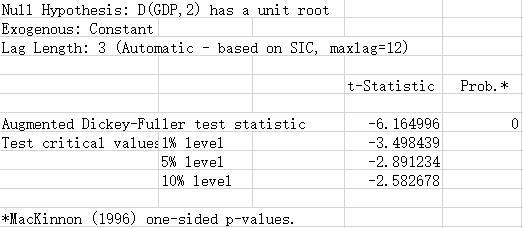 Null Hypothesis: D(GDP,2) has a unit root
Exogenous: Constant
Lag Length: 3 (Automatic - based on SIC, maxlag=12)
t-Statistic Prob.*
Augmented Dickey-Fuller test statistic -6.164996 0
Test critical values 1% level -3.498439
5% level -2.891234
10% level -2.582678
*MacKinnon (1996) one-sided p-values.